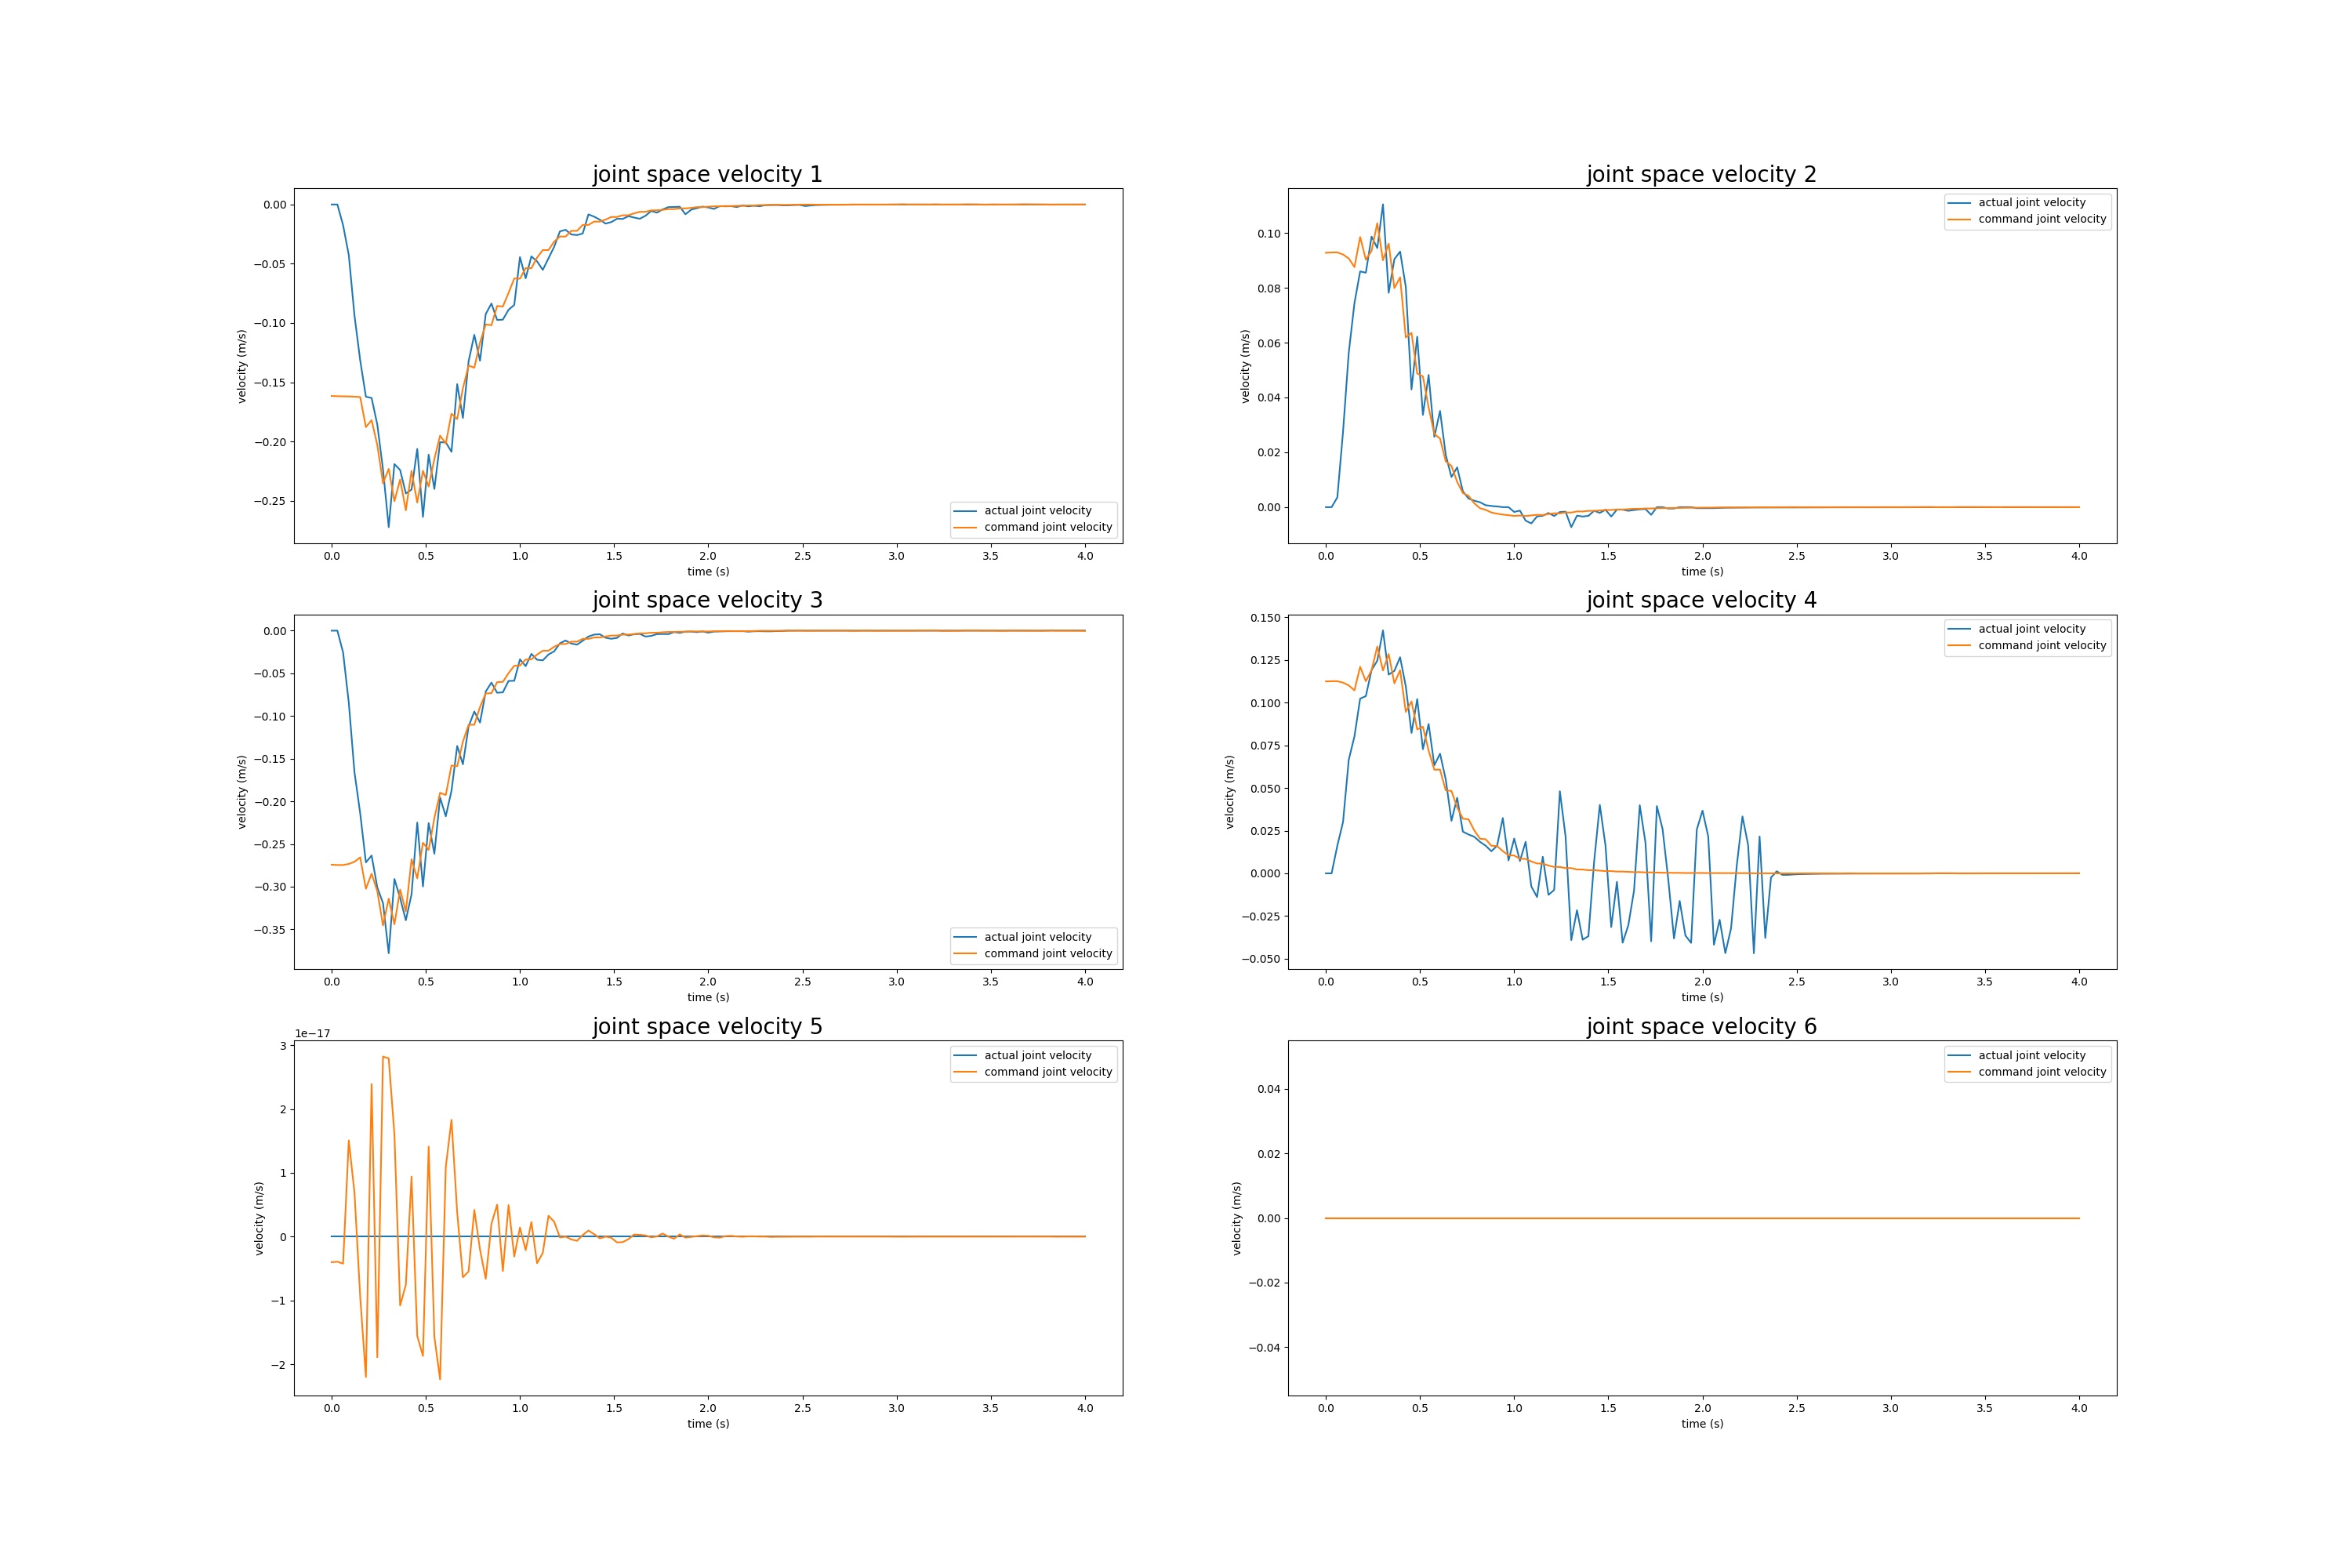 joint space velocity 1
0.00
−0.05
−0.10
−0.15
−0.20
−0.25
velocity (m/s)
actual joint velocity
command joint velocity
0.0 0.5 1.0 1.5 2.0 2.5 3.0 3.5 4.0
time (s)
joint space velocity 2
0.10
0.08
0.06
0.04
0.02
0.00
velocity (m/s)
actual joint velocity
command joint velocity
0.0 0.5 1.0 1.5 2.0 2.5 3.0 3.5 4.0
time (s)
joint space velocity 3
0.00
−0.05
−0.10
−0.15
−0.20
−0.25
−0.30
−0.35
velocity (m/s)
actual joint velocity
command joint velocity
0.0 0.5 1.0 1.5 2.0 2.5 3.0 3.5 4.0
time (s)
joint space velocity 4
0.150
0.125
0.100
0.075
0.050
0.025
0.000
−0.025
−0.050
velocity (m/s)
actual joint velocity
command joint velocity
0.0 0.5 1.0 1.5 2.0 2.5 3.0 3.5 4.0
time (s)
joint space velocity 5
1e−17
3
2
1
0
−1
−2
velocity (m/s)
actual joint velocity
command joint velocity
0.0 0.5 1.0 1.5 2.0 2.5 3.0 3.5 4.0
time (s)
joint space velocity 6
0.04
0.02
0.00
−0.02
−0.04
velocity (m/s)
actual joint velocity
command joint velocity
0.0 0.5 1.0 1.5 2.0 2.5 3.0 3.5 4.0
time (s)